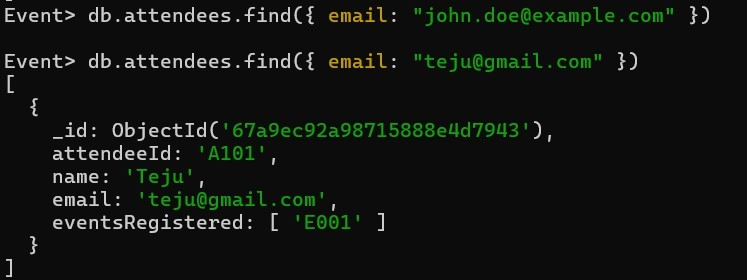 Event> db.attendees.find({ email: "john.doe@example.com" })
Event> db.attendees.find({ email: "teju@gmail.com" })
[
  {
    _id: ObjectId('67a9ec92a98715888e4d7943'),
    attendeeId: 'A101',
    name: 'Teju',
    email: 'teju@gmail.com',
    eventsRegistered: [ 'E001' ]
  }
]